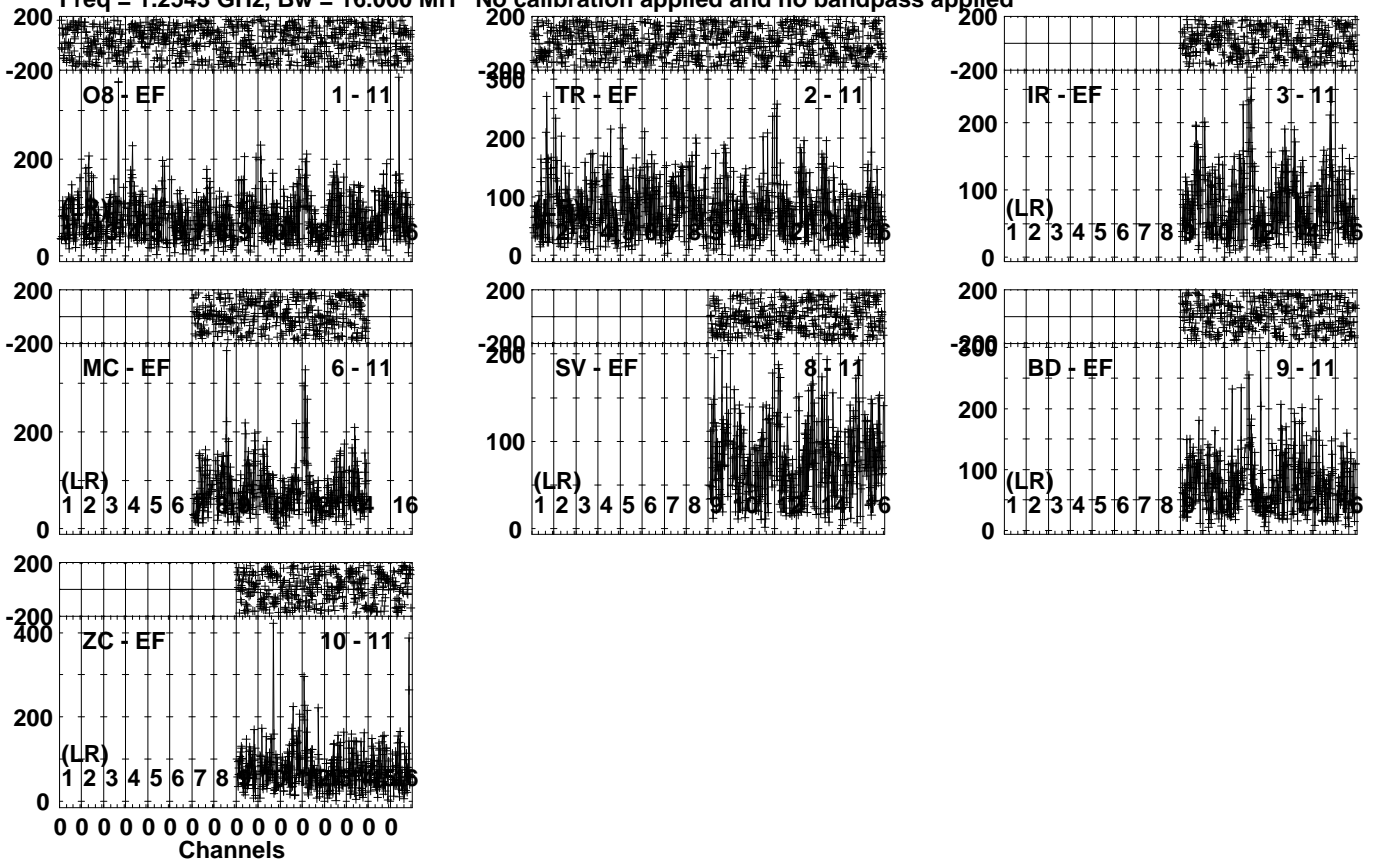 Freq = 1.2543 GHz, Bw = 16.000 MH No calibration applied and no bandpass applied
200
-200
O8 - EF 1 - 11
200
0
200
-200
300
TR - EF 2 - 11
200
100
0
200
-200
IR - EF 3 - 11
200
100
(LR)
1 2 3 4 5 6 7 8 16
0
200
-200
MC - EF 6 - 11
200
(LR)
1 2 3 4 5 6 16
0
200
-200
200
SV - EF 8 - 11
100
(LR)
1 2 3 4 5 6 7 8 9 10 12 14 16
0
200
-200
300
BD - EF 9 - 11
200
100
(LR)
1 2 3 4 5 6 7 8 16
0
200
-200
400
ZC - EF 10 - 11
200
(LR)
1 2 3 4 5 6 7 8
0
0 0 0 0 0 0 0 0 0 0 0 0 0 0 0 0
Channels